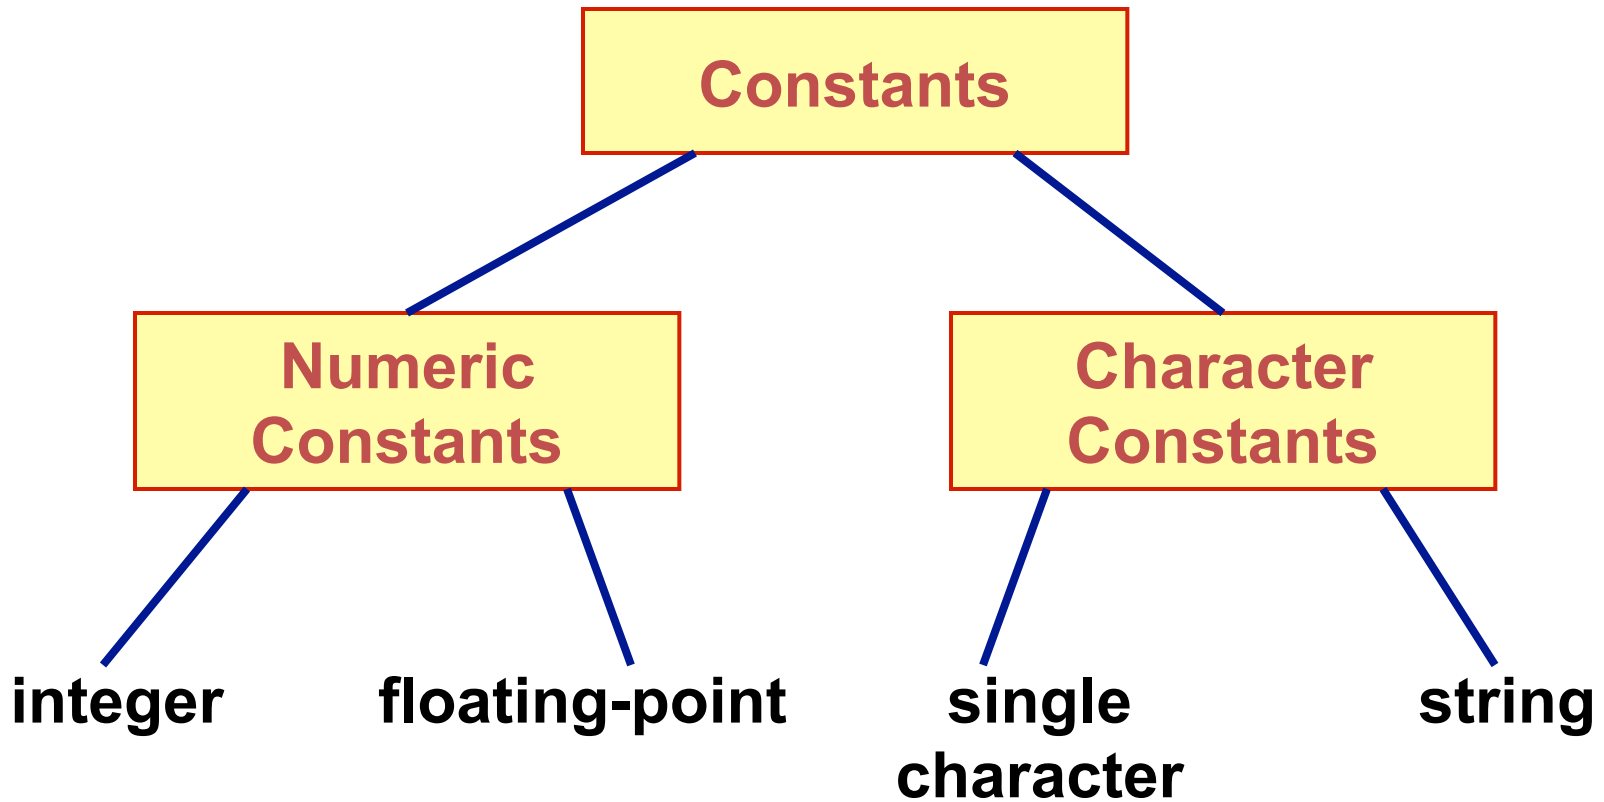 Constants
Numeric
Constants
Character
Constants
integer
floating-point
single
character
string